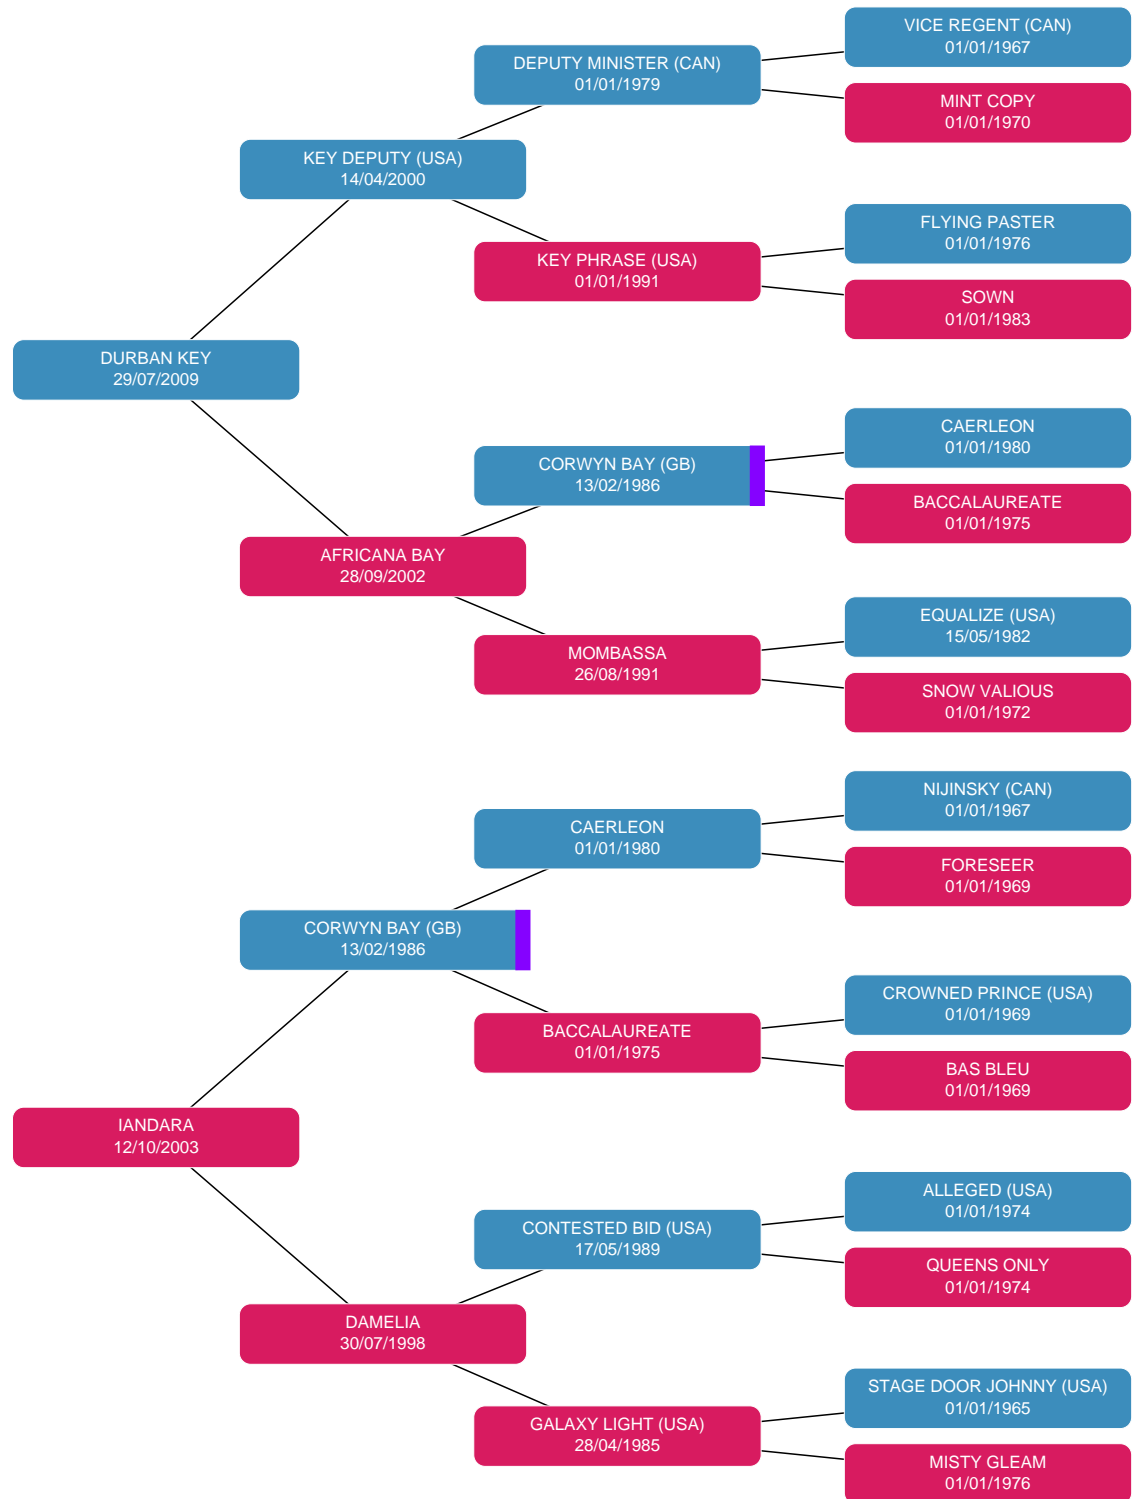 VICE REGENT (CAN)
01/01/1967
DEPUTY MINISTER (CAN)
01/01/1979
MINT COPY
01/01/1970
KEY DEPUTY (USA)
14/04/2000
FLYING PASTER
01/01/1976
KEY PHRASE (USA)
01/01/1991
SOWN
01/01/1983
DURBAN KEY
29/07/2009
CAERLEON
01/01/1980
CORWYN BAY (GB)
13/02/1986
BACCALAUREATE
01/01/1975
AFRICANA BAY
28/09/2002
EQUALIZE (USA)
15/05/1982
MOMBASSA
26/08/1991
SNOW VALIOUS
01/01/1972
NIJINSKY (CAN)
01/01/1967
CAERLEON
01/01/1980
FORESEER
01/01/1969
CORWYN BAY (GB)
13/02/1986
CROWNED PRINCE (USA)
01/01/1969
BACCALAUREATE
01/01/1975
BAS BLEU
01/01/1969
IANDARA
12/10/2003
ALLEGED (USA)
01/01/1974
CONTESTED BID (USA)
17/05/1989
QUEENS ONLY
01/01/1974
DAMELIA
30/07/1998
STAGE DOOR JOHNNY (USA)
01/01/1965
GALAXY LIGHT (USA)
28/04/1985
MISTY GLEAM
01/01/1976